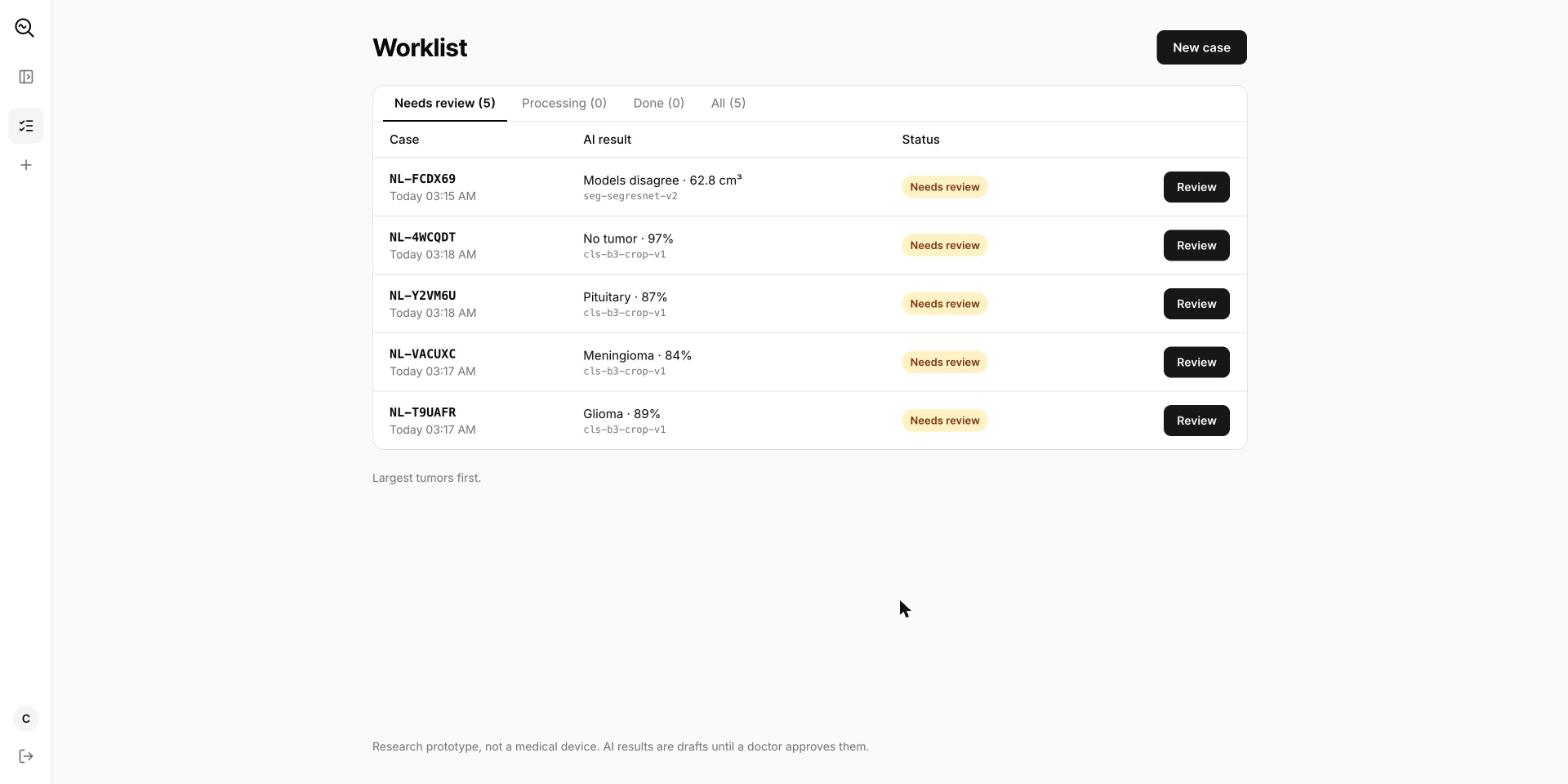 Worklist
New case
Needs review (5) Processing (0) Done (0) All (5)
Case AI result Status
NL-FCDX69 Models disagree · 62.8 cm³ Needs review Review
Today 03:15 AM seg-segresnet-v2
NL-4WCQDT No tumor · 97% Needs review Review
Today 03:18 AM cls-b3-crop-v1
NL-Y2VM6U Pituitary · 87% Needs review Review
Today 03:18 AM cls-b3-crop-v1
NL-VACUXC Meningioma · 84% Needs review Review
Today 03:17 AM cls-b3-crop-v1
NL-T9UAFR Glioma · 89% Needs review Review
Today 03:17 AM cls-b3-crop-v1
Largest tumors first.
C
Research prototype, not a medical device. AI results are drafts until a doctor approves them.